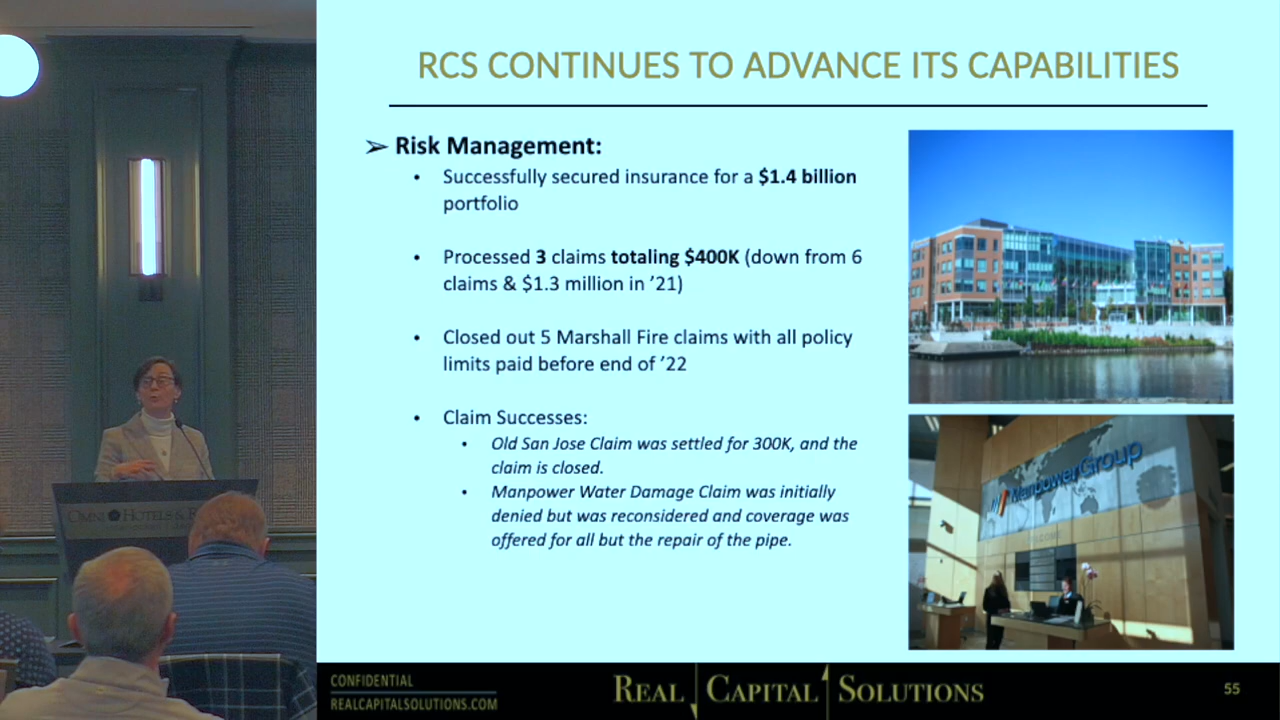 RCS CONTINUES TO ADVANCE ITS CAPABILITIES
➢ Risk Management:
• Successfully secured insurance for a $1.4 billion
portfolio
• Processed 3 claims totaling $400K (down from 6
claims & $1.3 million in ’21)
• Closed out 5 Marshall Fire claims with all policy
limits paid before end of ’22
• Claim Successes:
• Old San Jose Claim was settled for 300K, and the
claim is closed.
• Manpower Water Damage Claim was initially
denied but was reconsidered and coverage was
offered for all but the repair of the pipe.
ManpowerGroup
OMNI HOTELS & R
CONFIDENTIAL
REALCAPITALSOLUTIONS.COM
REAL CAPITAL SOLUTIONS
55